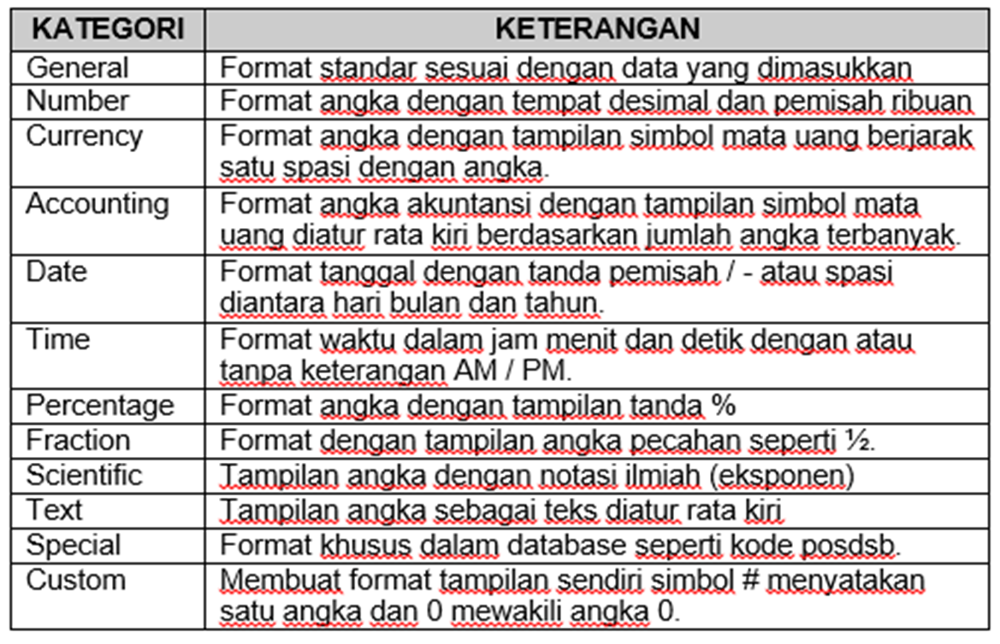 KATEGORI KETERANGAN
General Format standar sesuai dengan data yang dimasukkan
Number Format angka dengan tempat desimal dan pemisah ribuan
Currency Format angka dengan tampilan simbol mata uang berjarak
satu spasi dengan angka.
Accounting Format angka akuntansi dengan tampilan simbol mata
uang diatur rata kiri berdasarkan jumlah angka terbanyak.
Date Format tanggal dengan tanda pemisah / - atau spasi
diantara hari bulan dan tahun.
Time Format waktu dalam jam menit dan detik dengan atau
tanpa keterangan AM / PM.
Percentage Format angka dengan tampilan tanda %
Fraction Format dengan tampilan angka pecahan seperti ½.
Scientific Tampilan angka dengan notasi ilmiah (eksponen)
Text Tampilan angka sebagai teks diatur rata kiri
Special Format khusus dalam database seperti kode posdsb.
Custom Membuat format tampilan sendiri simbol # menyatakan
satu angka dan 0 mewakili angka 0.